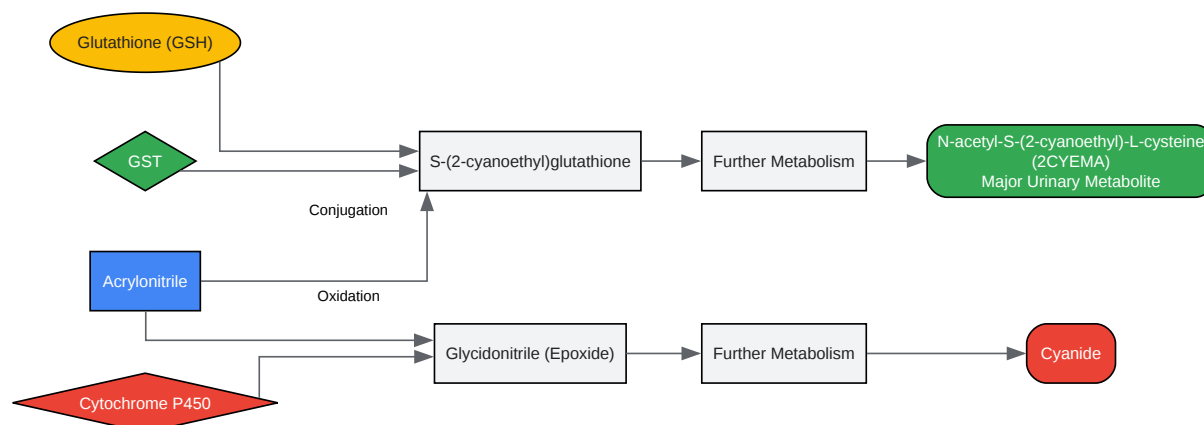 Glutathione (GSH)
GST
S-(2-cyanoethyl)glutathione
Further Metabolism
N-acetyl-S-(2-cyanoethyl)-L-cysteine
(2CYEMA)
Major Urinary Metabolite
Conjugation
Acrylonitrile
Oxidation
Glycidonitrile (Epoxide)
Further Metabolism
Cyanide
Cytochrome P450